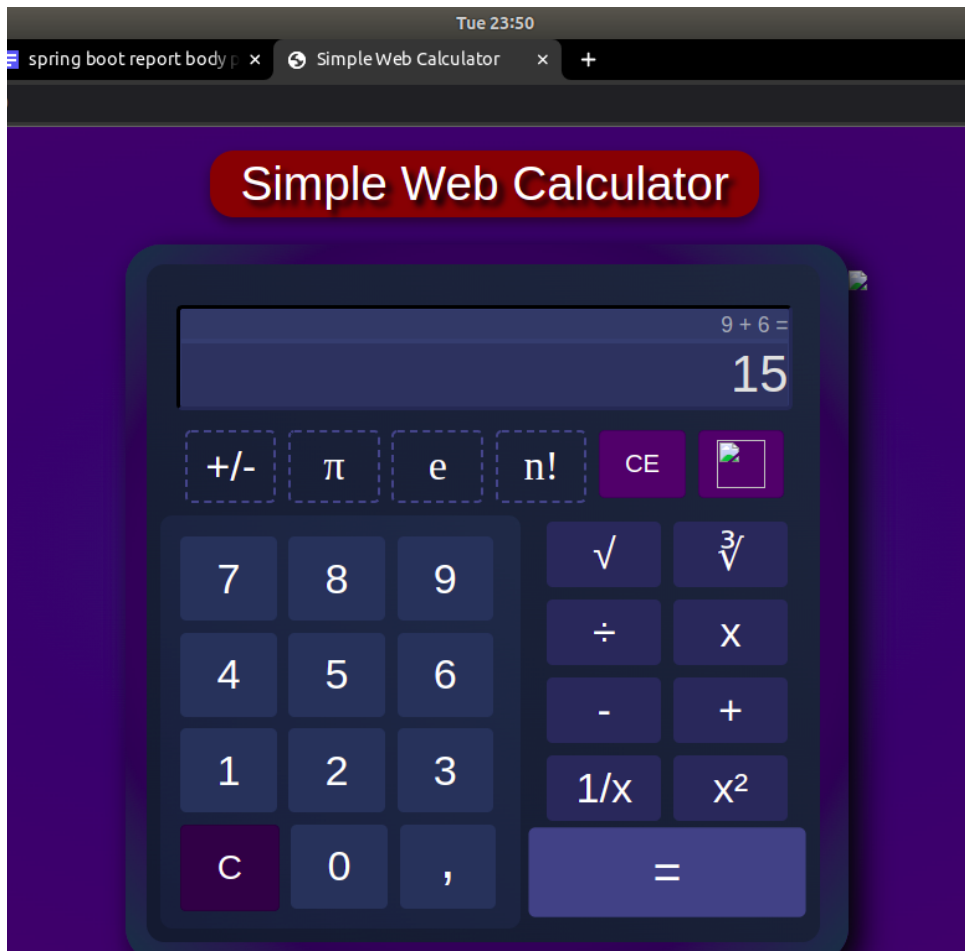 Tue 23:50
spring boot report body p × Simple Web Calculator × +
Simple Web Calculator
9 + 6 =
15
+/- π e n! CE
7 8 9 √ ∛
4 5 6 ÷ x
1 2 3 - +
C 0 , 1/x x²
=